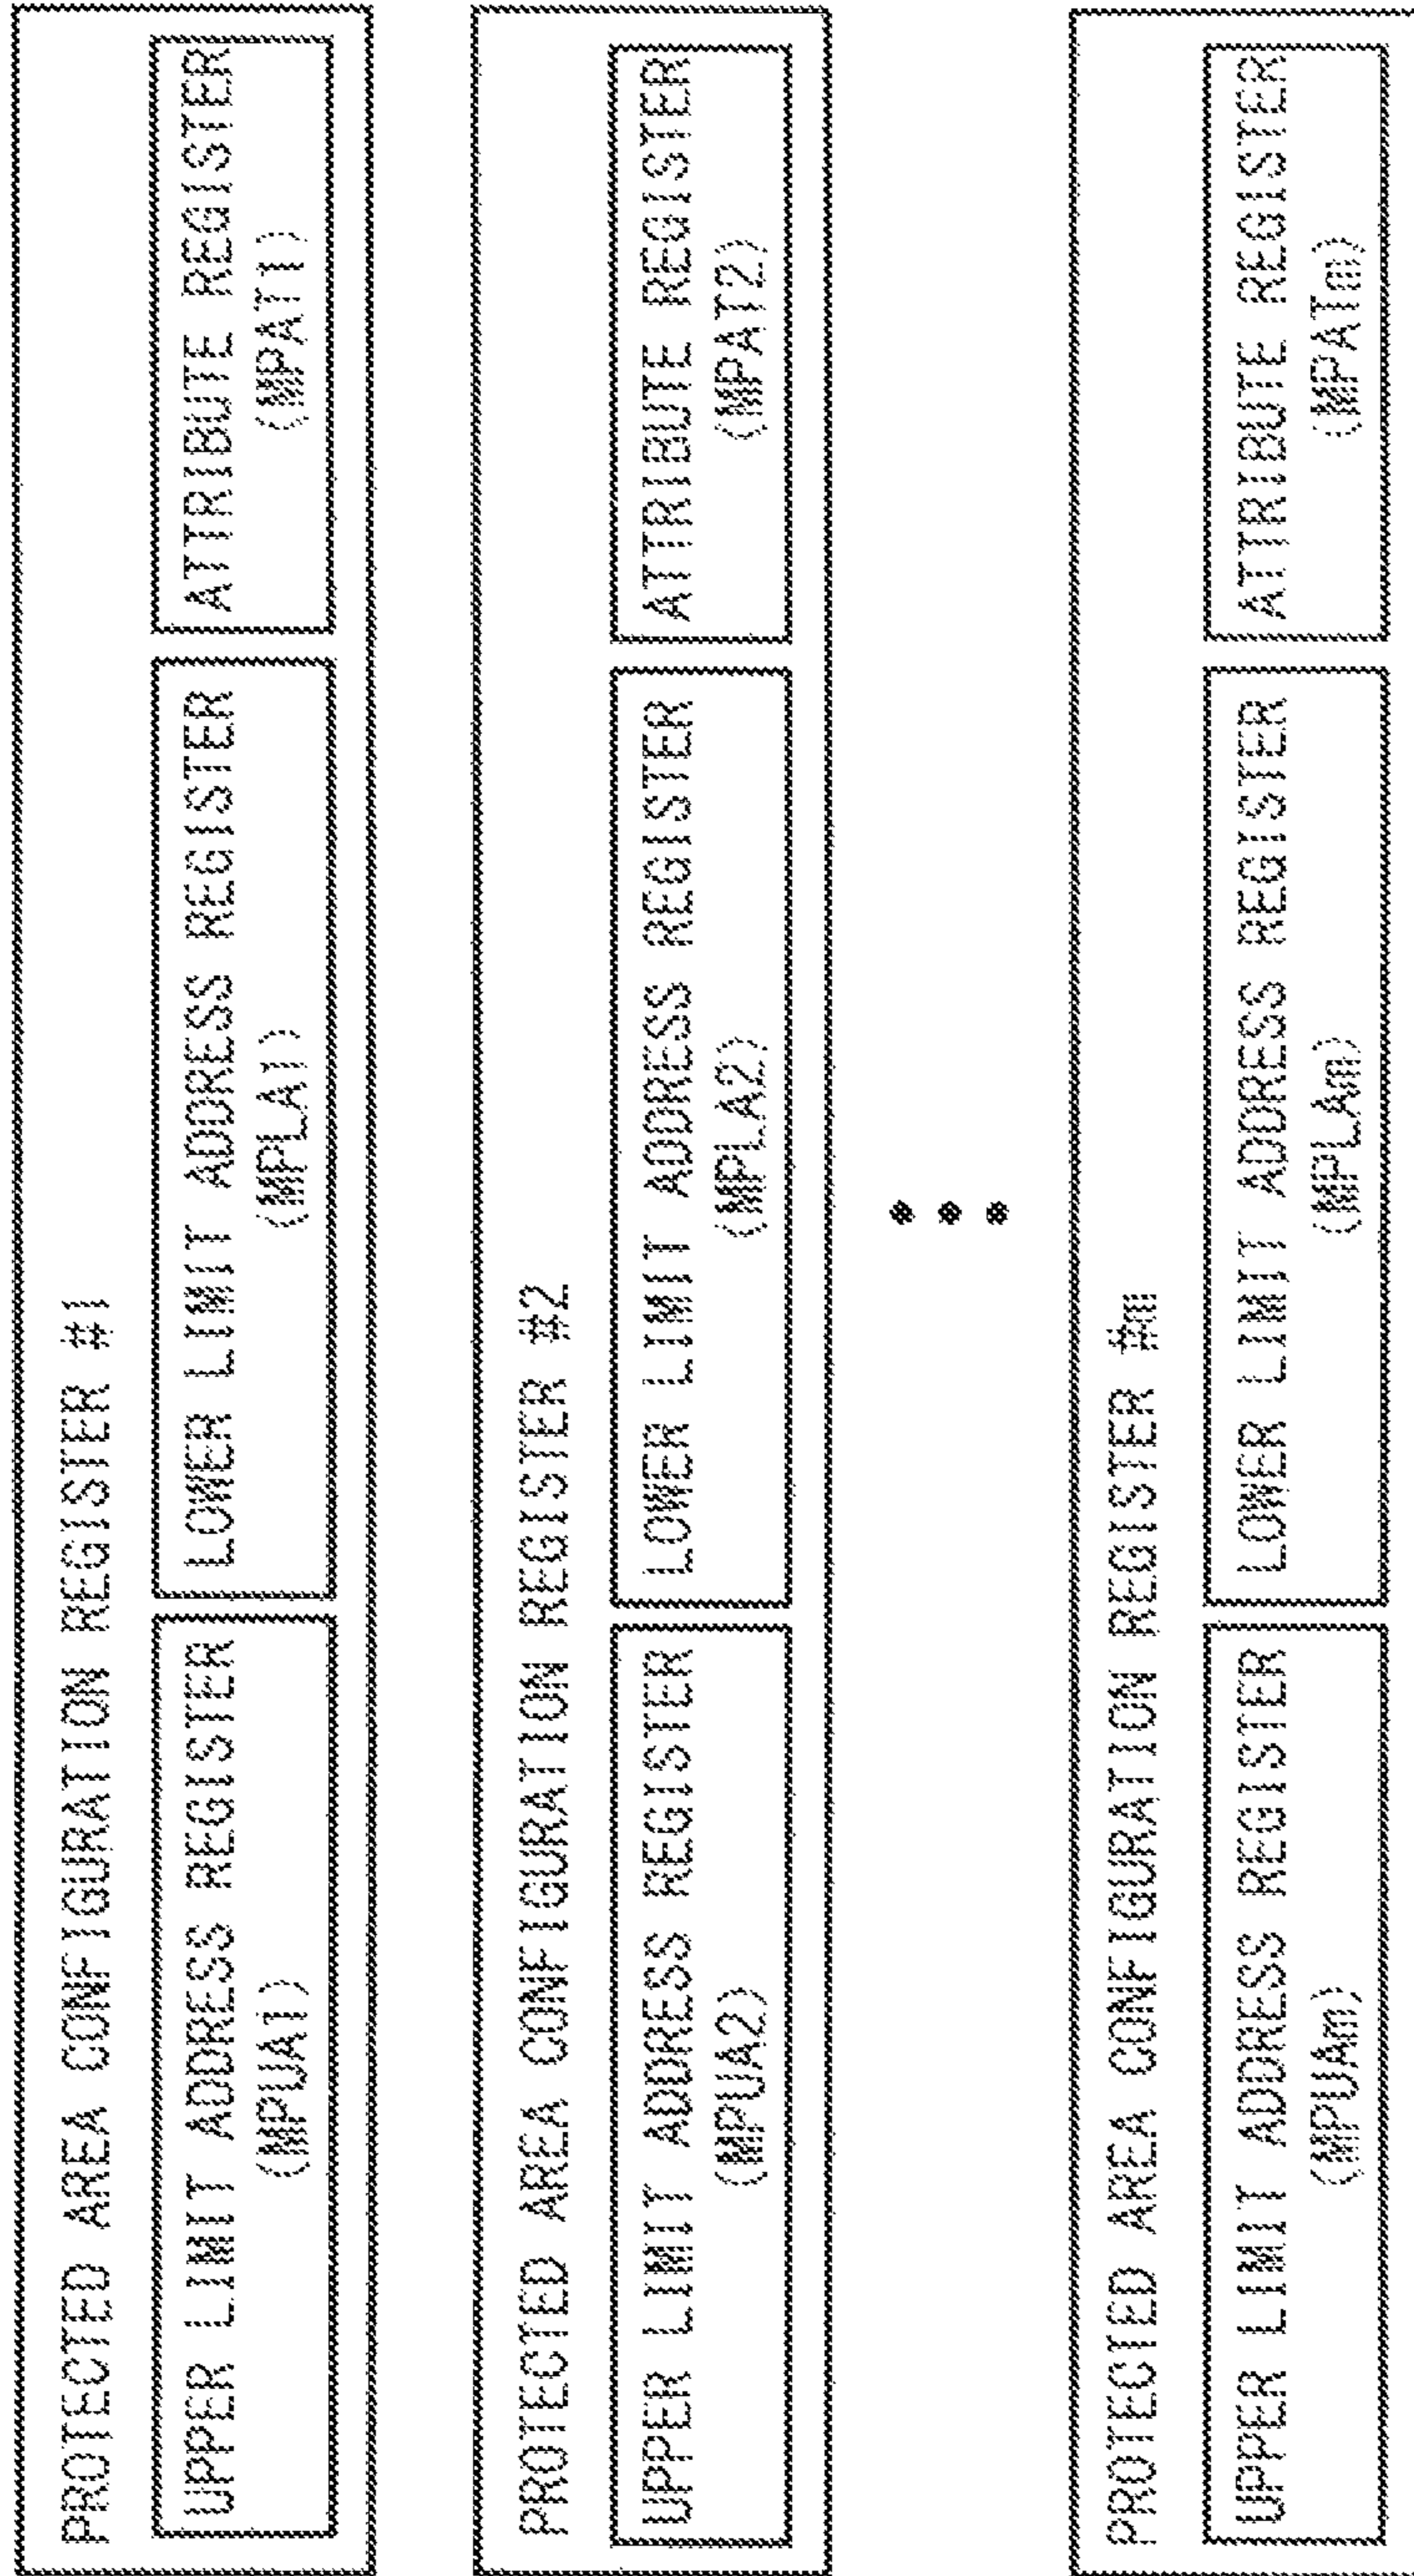 PROTECTED AREA CONFIGURATION REGISTER #1
UPPER LIMIT ADDRESS REGISTER
(MPUA1)
LOWER LIMIT ADDRESS REGISTER
(MPLA1)
ATTRIBUTE REGISTER
(MPAT1)
PROTECTED AREA CONFIGURATION REGISTER #2
UPPER LIMIT ADDRESS REGISTER
(MPUA2)
LOWER LIMIT ADDRESS REGISTER
(MPLA2)
ATTRIBUTE REGISTER
(MPAT2)
PROTECTED AREA CONFIGURATION REGISTER #m
UPPER LIMIT ADDRESS REGISTER
(MPUAm)
LOWER LIMIT ADDRESS REGISTER
(MPLAm)
ATTRIBUTE REGISTER
(MPATm)